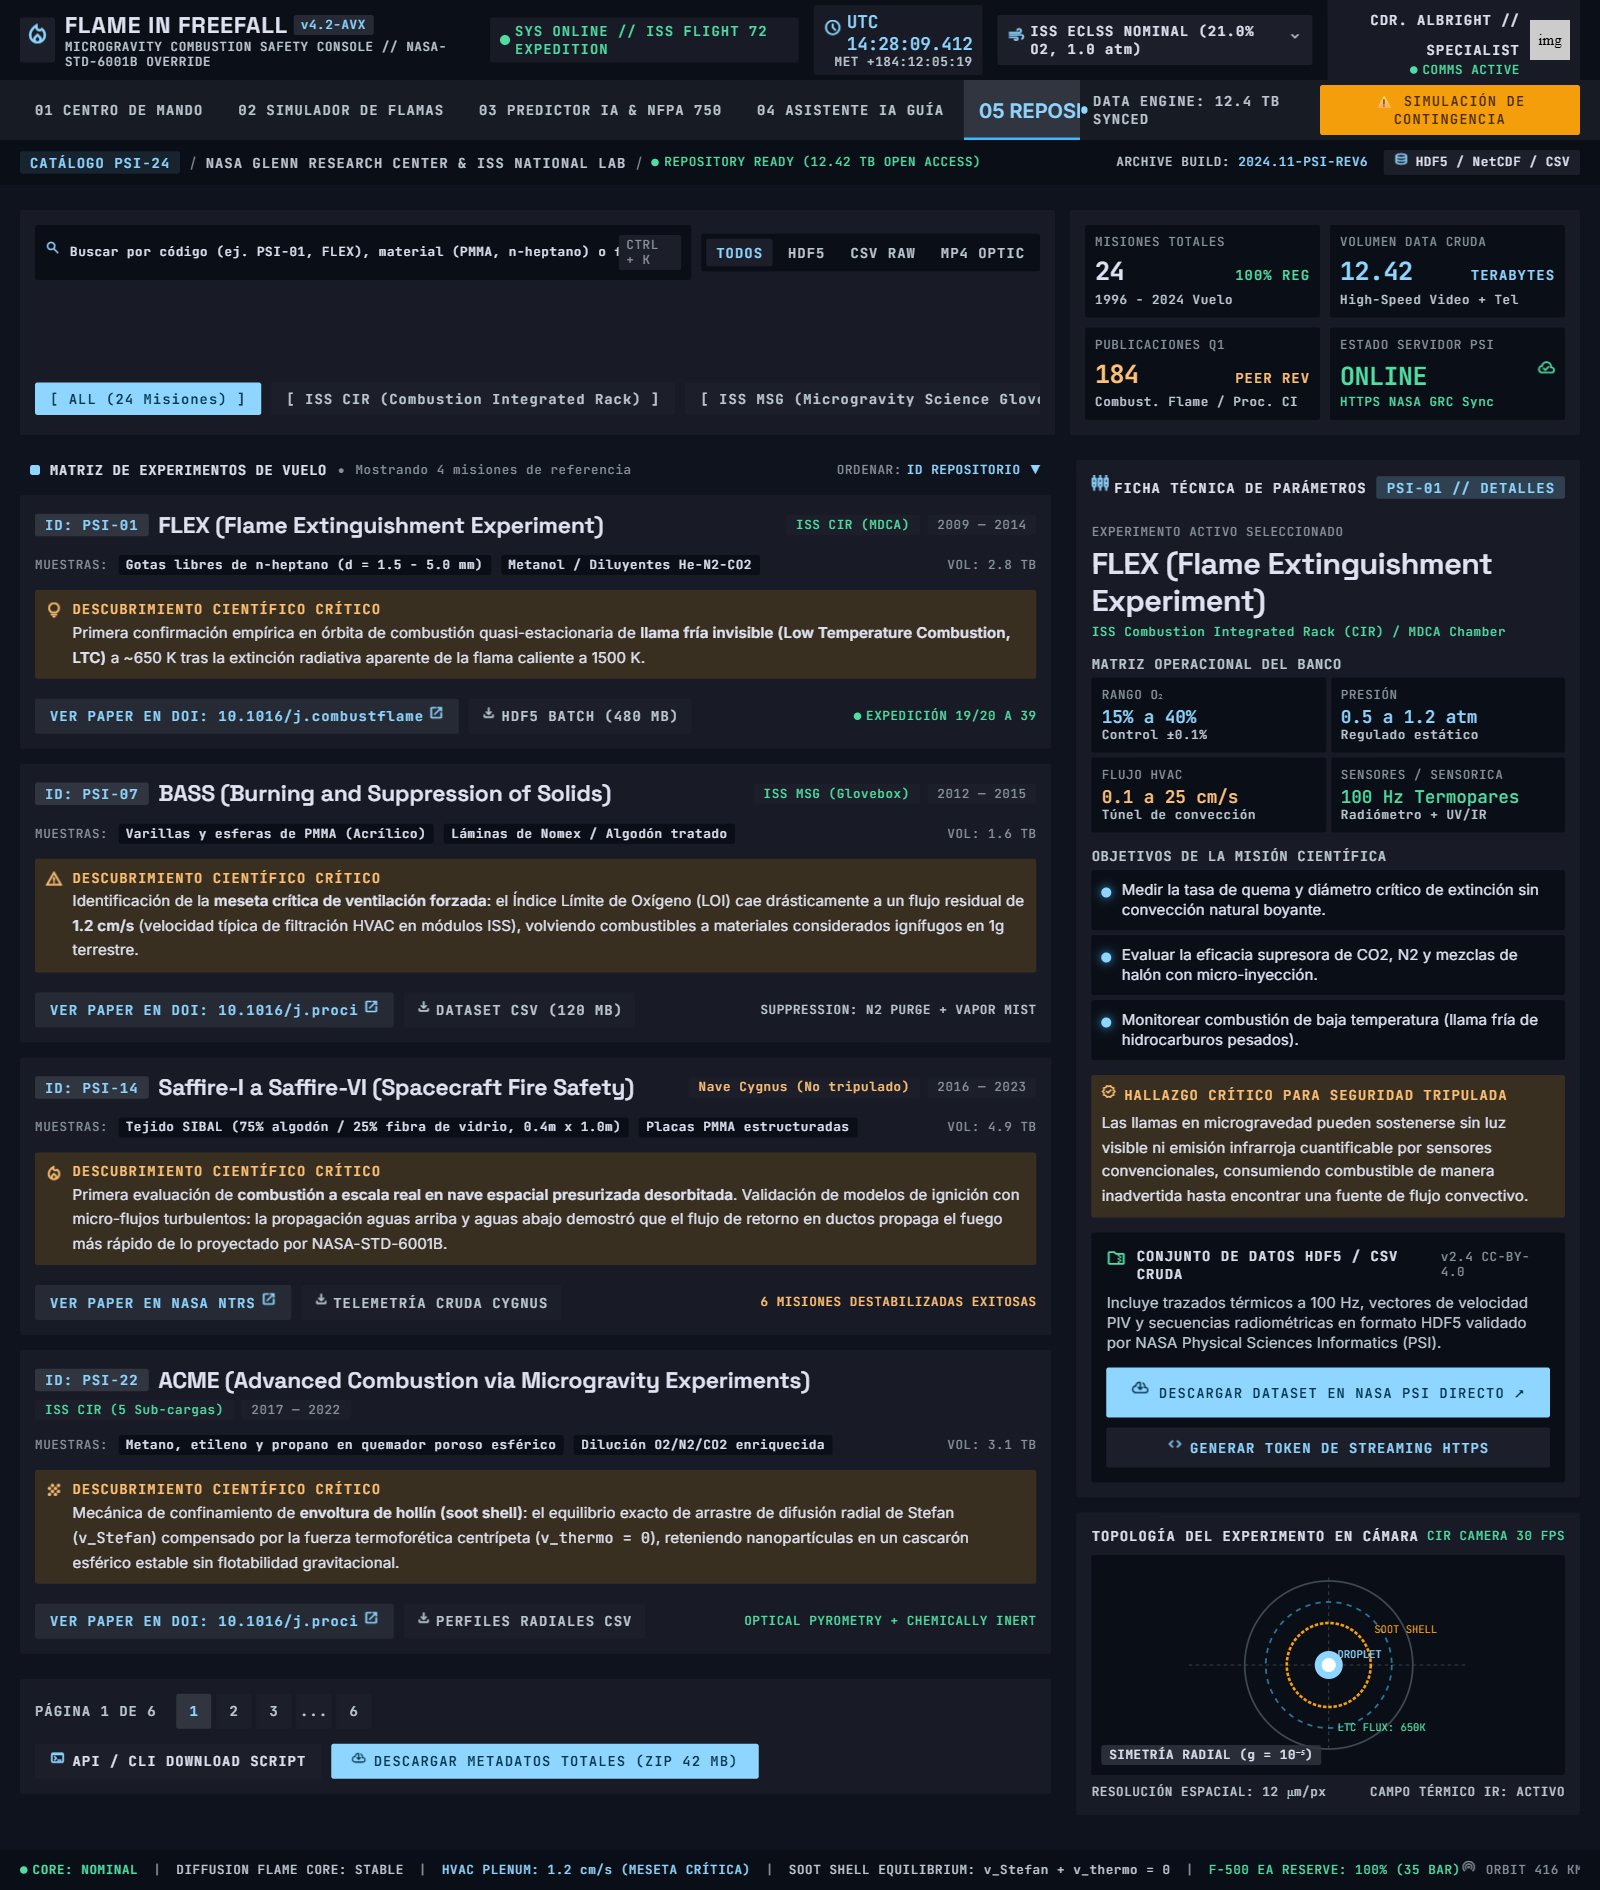 FLAME IN FREEFALL v4.2-AVX
MICROGRAVITY COMBUSTION SAFETY CONSOLE // NASA-
STD-6001B OVERRIDE
SYS ONLINE // ISS FLIGHT 72
EXPEDITION
UTC
14:28:09.412
MET +184:12:05:19
ISS ECLSS NOMINAL (21.0%
O2, 1.0 atm)
CDR. ALBRIGHT //
SPECIALIST
COMMS ACTIVE
img
01 CENTRO DE MANDO
02 SIMULADOR DE FLAMAS
03 PREDICTOR IA & NFPA 750
04 ASISTENTE IA GUÍA
05 REPOSI
DATA ENGINE: 12.4 TB
SYNCED
SIMULACIÓN DE
CONTINGENCIA
CATÁLOGO PSI-24 / NASA GLENN RESEARCH CENTER & ISS NATIONAL LAB / REPOSITORY READY (12.42 TB OPEN ACCESS)
ARCHIVE BUILD: 2024.11-PSI-REV6
HDF5 / NetCDF / CSV
Buscar por código (ej. PSI-01, FLEX), material (PMMA, n-heptano) o f
CTRL
+ K
TODOS
HDF5
CSV RAW
MP4 OPTIC
[ ALL (24 Misiones) ]
[ ISS CIR (Combustion Integrated Rack) ]
[ ISS MSG (Microgravity Science Glov
MISIONES TOTALES
24 100% REG
1996 - 2024 Vuelo
VOLUMEN DATA CRUDA
12.42 TERABYTES
High-Speed Video + Tel
PUBLICACIONES Q1
184 PEER REV
Combust. Flame / Proc. CI
ESTADO SERVIDOR PSI
ONLINE
HTTPS NASA GRC Sync
MATRIZ DE EXPERIMENTOS DE VUELO • Mostrando 4 misiones de referencia
ORDENAR: ID REPOSITORIO ▼
ID: PSI-01 FLEX (Flame Extinguishment Experiment)
ISS CIR (MDCA) 2009 — 2014
MUESTRAS: Gotas libres de n-heptano (d = 1.5 - 5.0 mm) Metanol / Diluyentes He-N2-CO2 VOL: 2.8 TB
DESCUBRIMIENTO CIENTÍFICO CRÍTICO
Primera confirmación empírica en órbita de combustión quasi-estacionaria de llama fría invisible (Low Temperature Combustion,
LTC) a ~650 K tras la extinción radiativa aparente de la flama caliente a 1500 K.
VER PAPER EN DOI: 10.1016/j.combustflame
HDF5 BATCH (480 MB)
EXPEDICIÓN 19/20 A 39
ID: PSI-07 BASS (Burning and Suppression of Solids)
ISS MSG (Glovebox) 2012 — 2015
MUESTRAS: Varillas y esferas de PMMA (Acrílico) Láminas de Nomex / Algodón tratado VOL: 1.6 TB
DESCUBRIMIENTO CIENTÍFICO CRÍTICO
Identificación de la meseta crítica de ventilación forzada: el Índice Límite de Oxígeno (LOI) cae drásticamente a un flujo residual de
1.2 cm/s (velocidad típica de filtración HVAC en módulos ISS), volviendo combustibles a materiales considerados ignífugos en 1g
terrestre.
VER PAPER EN DOI: 10.1016/j.proci
DATASET CSV (120 MB)
SUPPRESSION: N2 PURGE + VAPOR MIST
ID: PSI-14 Saffire-I a Saffire-VI (Spacecraft Fire Safety)
Nave Cygnus (No tripulado) 2016 — 2023
MUESTRAS: Tejido SIBAL (75% algodón / 25% fibra de vidrio, 0.4m x 1.0m) Placas PMMA estructuradas VOL: 4.9 TB
DESCUBRIMIENTO CIENTÍFICO CRÍTICO
Primera evaluación de combustión a escala real en nave espacial presurizada desorbitada. Validación de modelos de ignición con
micro-flujos turbulentos: la propagación aguas arriba y aguas abajo demostró que el flujo de retorno en ductos propaga el fuego
más rápido de lo proyectado por NASA-STD-6001B.
VER PAPER EN NASA NTRS
TELEMETRÍA CRUDA CYGNUS
6 MISIONES DESTABILIZADAS EXITOSAS
ID: PSI-22 ACME (Advanced Combustion via Microgravity Experiments)
ISS CIR (5 Sub-cargas) 2017 — 2022
MUESTRAS: Metano, etileno y propano en quemador poroso esférico Dilución O2/N2/CO2 enriquecida VOL: 3.1 TB
DESCUBRIMIENTO CIENTÍFICO CRÍTICO
Mecánica de confinamiento de envoltura de hollín (soot shell): el equilibrio exacto de arrastre de difusión radial de Stefan
(v_Stefan) compensado por la fuerza termoforética centrípeta (v_thermo = 0), reteniendo nanopartículas en un cascarón
esférico estable sin flotabilidad gravitacional.
VER PAPER EN DOI: 10.1016/j.proci
PERFILES RADIALES CSV
OPTICAL PYROMETRY + CHEMICALLY INERT
PÁGINA 1 DE 6 1 2 3 ... 6
API / CLI DOWNLOAD SCRIPT
DESCARGAR METADATOS TOTALES (ZIP 42 MB)
FICHA TÉCNICA DE PARÁMETROS
PSI-01 // DETALLES
EXPERIMENTO ACTIVO SELECCIONADO
FLEX (Flame Extinguishment
Experiment)
ISS Combustion Integrated Rack (CIR) / MDCA Chamber
MATRIZ OPERACIONAL DEL BANCO
RANGO O₂
15% a 40%
Control ±0.1%
PRESIÓN
0.5 a 1.2 atm
Regulado estático
FLUJO HVAC
0.1 a 25 cm/s
Túnel de convección
SENSORES / SENSORICA
100 Hz Termopares
Radiómetro + UV/IR
OBJETIVOS DE LA MISIÓN CIENTÍFICA
Medir la tasa de quema y diámetro crítico de extinción sin
convección natural boyante.
Evaluar la eficacia supresora de CO2, N2 y mezclas de
halón con micro-inyección.
Monitorear combustión de baja temperatura (llama fría de
hidrocarburos pesados).
HALLAZGO CRÍTICO PARA SEGURIDAD TRIPULADA
Las llamas en microgravedad pueden sostenerse sin luz
visible ni emisión infrarroja cuantificable por sensores
convencionales, consumiendo combustible de manera
inadvertida hasta encontrar una fuente de flujo convectivo.
CONJUNTO DE DATOS HDF5 / CSV
CRUDA
v2.4 CC-BY-
4.0
Incluye trazados térmicos a 100 Hz, vectores de velocidad
PIV y secuencias radiométricas en formato HDF5 validado
por NASA Physical Sciences Informatics (PSI).
DESCARGAR DATASET EN NASA PSI DIRECTO ↗
GENERAR TOKEN DE STREAMING HTTPS
TOPOLOGÍA DEL EXPERIMENTO EN CÁMARA CIR CAMERA 30 FPS
SOOT SHELL
DROPLET
LTC FLUX: 650K
SIMETRÍA RADIAL (g = 10⁻⁵)
RESOLUCIÓN ESPACIAL: 12 μm/px
CAMPO TÉRMICO IR: ACTIVO
CORE: NOMINAL | DIFFUSION FLAME CORE: STABLE | HVAC PLENUM: 1.2 cm/s (MESETA CRÍTICA) | SOOT SHELL EQUILIBRIUM: v_Stefan + v_thermo = 0 | F-500 EA RESERVE: 100% (35 BAR) ORBIT 416 KM